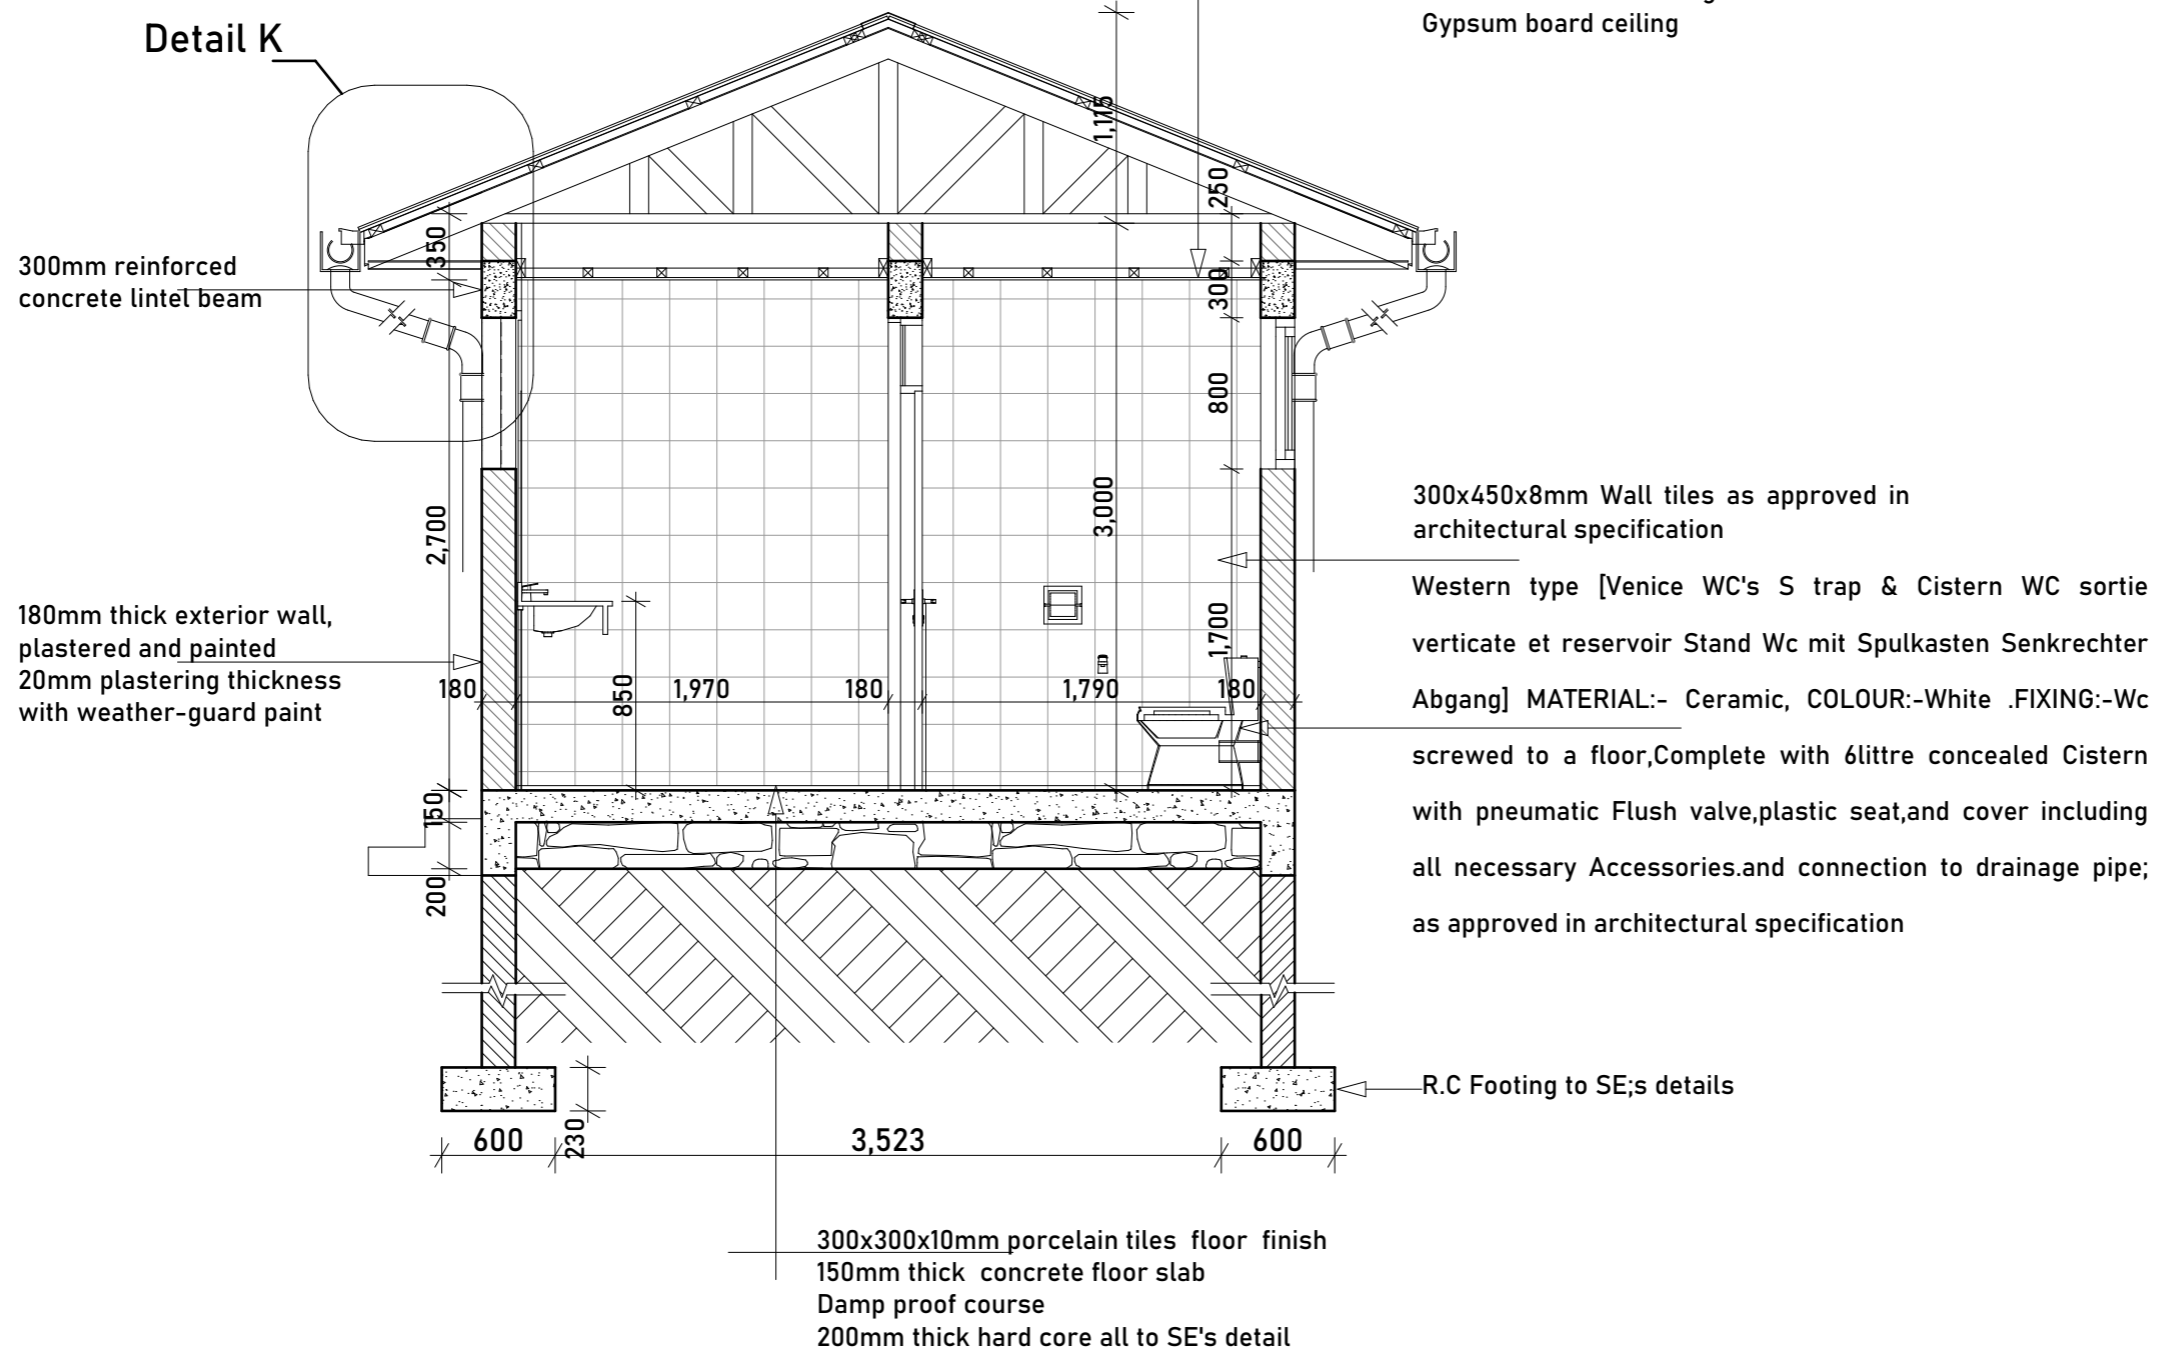 Gypsum board ceiling
Detail K
1,115
250
350
300mm reinforced
concrete lintel beam
300
800
3,000
2,700
300x450x8mm Wall tiles as approved in
architectural specification
Western type [Venice WC's S trap & Cistern WC sortie
verticate et reservoir Stand Wc mit Spulkasten Senkrechter
Abgang] MATERIAL:- Ceramic, COLOUR:-White .FIXING:-Wc
screwed to a floor,Complete with 6littre concealed Cistern
with pneumatic Flush valve,plastic seat,and cover including
all necessary Accessories.and connection to drainage pipe;
as approved in architectural specification
180mm thick exterior wall,
plastered and painted
20mm plastering thickness
with weather-guard paint
1,700
180
850
1,970
180
1,790
180
150
200
R.C Footing to SE;s details
600
230
3,523
600
300x300x10mm porcelain tiles floor finish
150mm thick concrete floor slab
Damp proof course
200mm thick hard core all to SE's detail